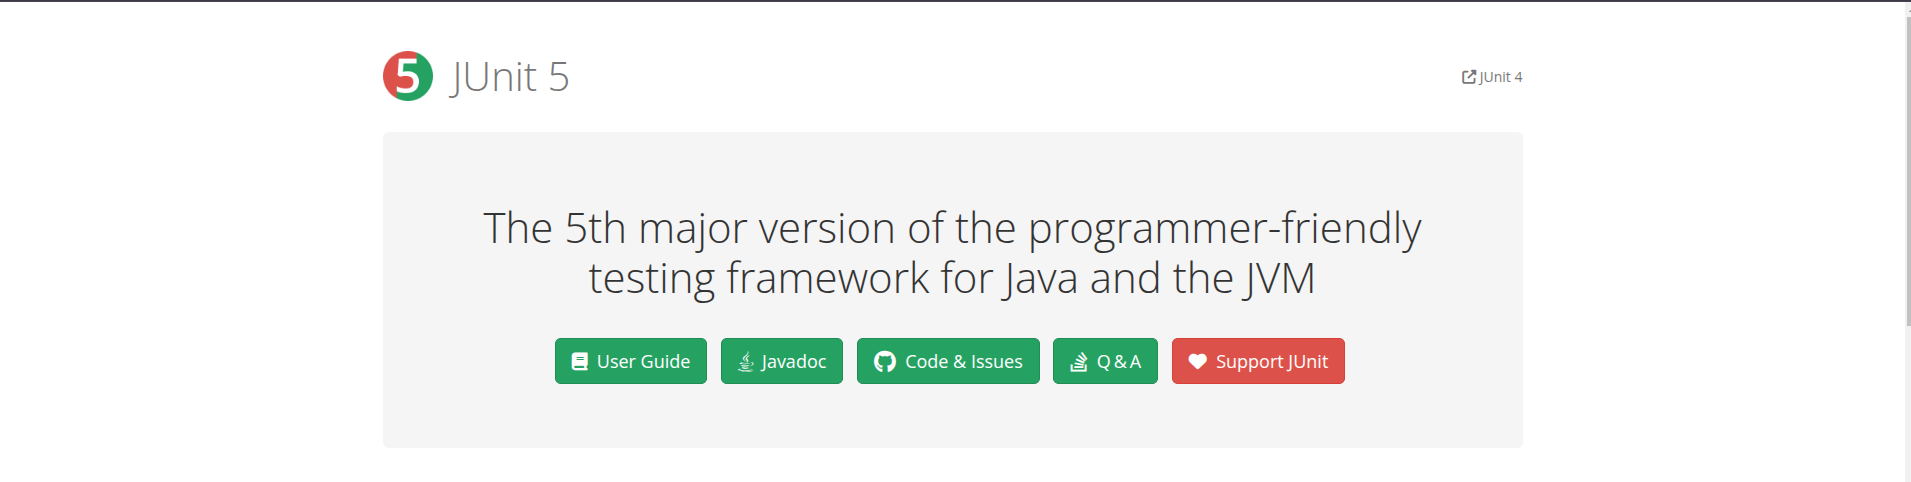 5 JUnit 5
JUnit 4
The 5th major version of the programmer-friendly
testing framework for Java and the JVM
User Guide
Javadoc
Code & Issues
Q & A
Support JUnit